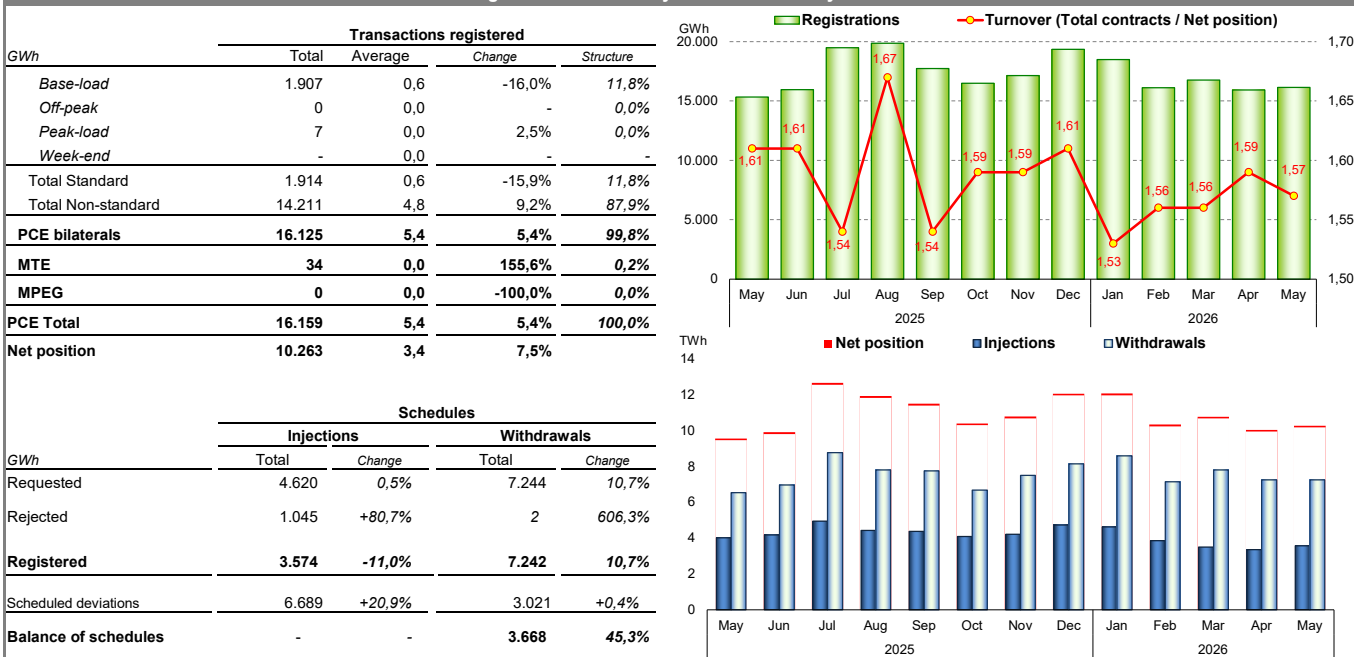 Transactions registered
GWh Total Average Change Structure
Base-load 1.907 0,6 -16,0% 11,8%
Off-peak 0 0,0 - 0,0%
Peak-load 7 0,0 2,5% 0,0%
Week-end - 0,0 - -
Total Standard 1.914 0,6 -15,9% 11,8%
Total Non-standard 14.211 4,8 9,2% 87,9%
PCE bilaterals 16.125 5,4 5,4% 99,8%
MTE 34 0,0 155,6% 0,2%
MPEG 0 0,0 -100,0% 0,0%
PCE Total 16.159 5,4 5,4% 100,0%
Net position 10.263 3,4 7,5%
Schedules
Injections Withdrawals
GWh Total Change Total Change
Requested 4.620 0,5% 7.244 10,7%
Rejected 1.045 +80,7% 2 606,3%
Registered 3.574 -11,0% 7.242 10,7%
Scheduled deviations 6.689 +20,9% 3.021 +0,4%
Balance of schedules - - 3.668 45,3%
Registrations Turnover (Total contracts / Net position)
GWh
20.000 1,70
15.000 1,65
10.000 1,60
5.000 1,55
0 1,50
1,61 1,61 1,54 1,67 1,54 1,59 1,59 1,61 1,53 1,56 1,56 1,59 1,57
May Jun Jul Aug Sep Oct Nov Dec Jan Feb Mar Apr May
2025 2026
TWh
Net position Injections Withdrawals
14
12
10
8
6
4
2
0
May Jun Jul Aug Sep Oct Nov Dec Jan Feb Mar Apr May
2025 2026